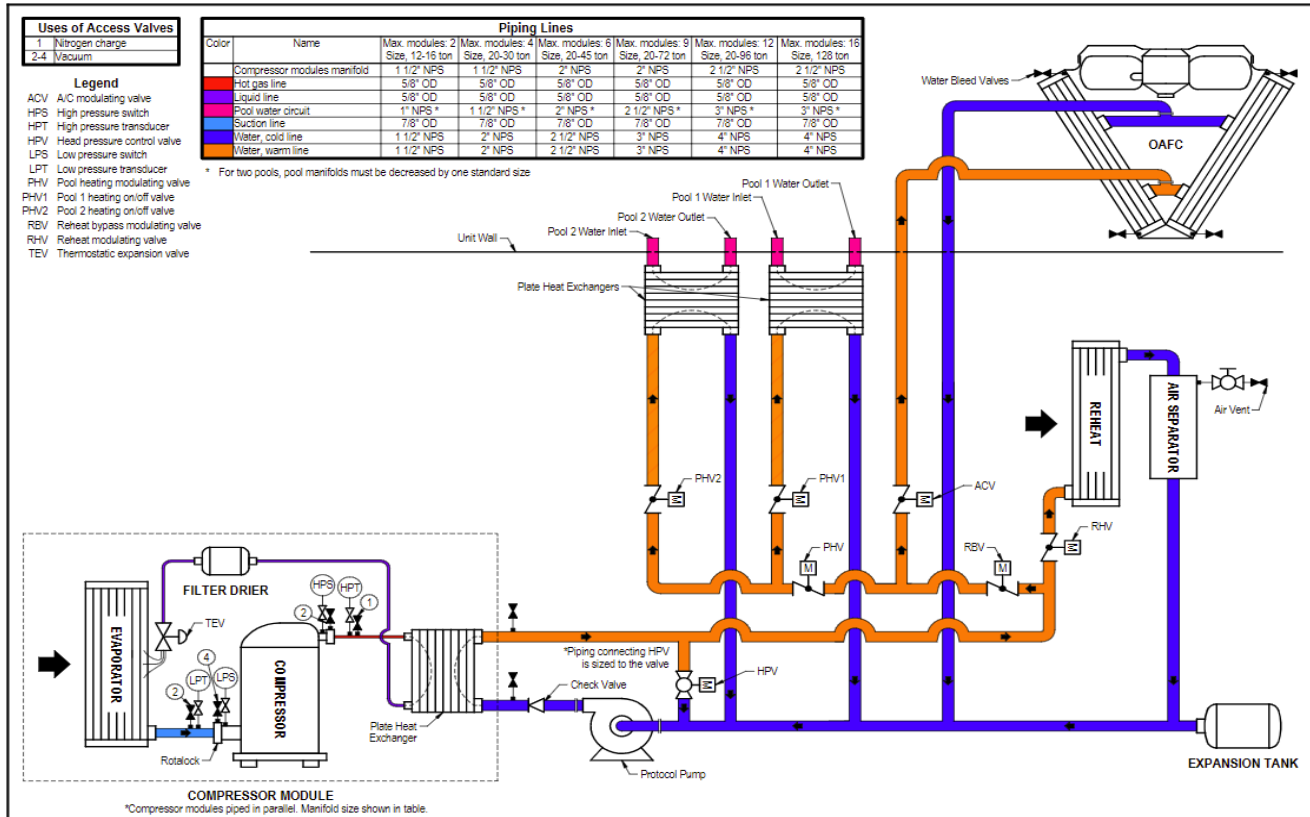 Uses of Access Valves
1 Nitrogen charge
2-4 Vacuum
Legend
ACV A/C modulating valve
HPS High pressure switch
HPT High pressure transducer
HPV Head pressure control valve
LPS Low pressure switch
LPT Low pressure transducer
PHV Pool heating modulating valve
PHV1 Pool 1 heating on/off valve
PHV2 Pool 2 heating on/off valve
RBV Reheat bypass modulating valve
RHV Reheat modulating valve
TEV Thermostatic expansion valve
Piping Lines
Color Name Max. modules: 2 Max. modules: 4 Max. modules: 6 Max. modules: 9 Max. modules: 12 Max. modules: 16
Size, 12-16 ton Size, 20-30 ton Size, 20-45 ton Size, 20-72 ton Size, 20-96 ton Size, 128 ton
Compressor modules manifold 1 1/2" NPS 1 1/2" NPS 2" NPS 2" NPS 2 1/2" NPS 2 1/2" NPS
Hot gas line 5/8" OD 5/8" OD 5/8" OD 5/8" OD 5/8" OD 5/8" OD
Liquid line 5/8" OD 5/8" OD 5/8" OD 5/8" OD 5/8" OD 5/8" OD
Pool water circuit 1" NPS * 1 1/2" NPS * 2" NPS * 2 1/2" NPS * 3" NPS * 3" NPS *
Suction line 7/8" OD 7/8" OD 7/8" OD 7/8" OD 7/8" OD 7/8" OD
Water, cold line 1 1/2" NPS 2" NPS 2 1/2" NPS 3" NPS 4" NPS 4" NPS
Water, warm line 1 1/2" NPS 2" NPS 2 1/2" NPS 3" NPS 4" NPS 4" NPS
* For two pools, pool manifolds must be decreased by one standard size
Water Bleed Valves
OAFC
Pool 1 Water Outlet
Pool 1 Water Inlet
Pool 2 Water Outlet
Pool 2 Water Inlet
Unit Wall
Plate Heat Exchangers
REHEAT
AIR SEPARATOR
Air Vent
PHV2
M
PHV1
M
ACV
M
RHV
M
PHV
M
RBV
M
FILTER DRIER
TEV
EVAPORATOR
COMPRESSOR
HPS
HPT
2
1
4
2
LPT
LPS
Rotalock
Plate Heat
Exchanger
*Piping connecting HPV
is sized to the valve
HPV
M
Check Valve
Protocol Pump
EXPANSION TANK
COMPRESSOR MODULE
*Compressor modules piped in parallel. Manifold size shown in table.